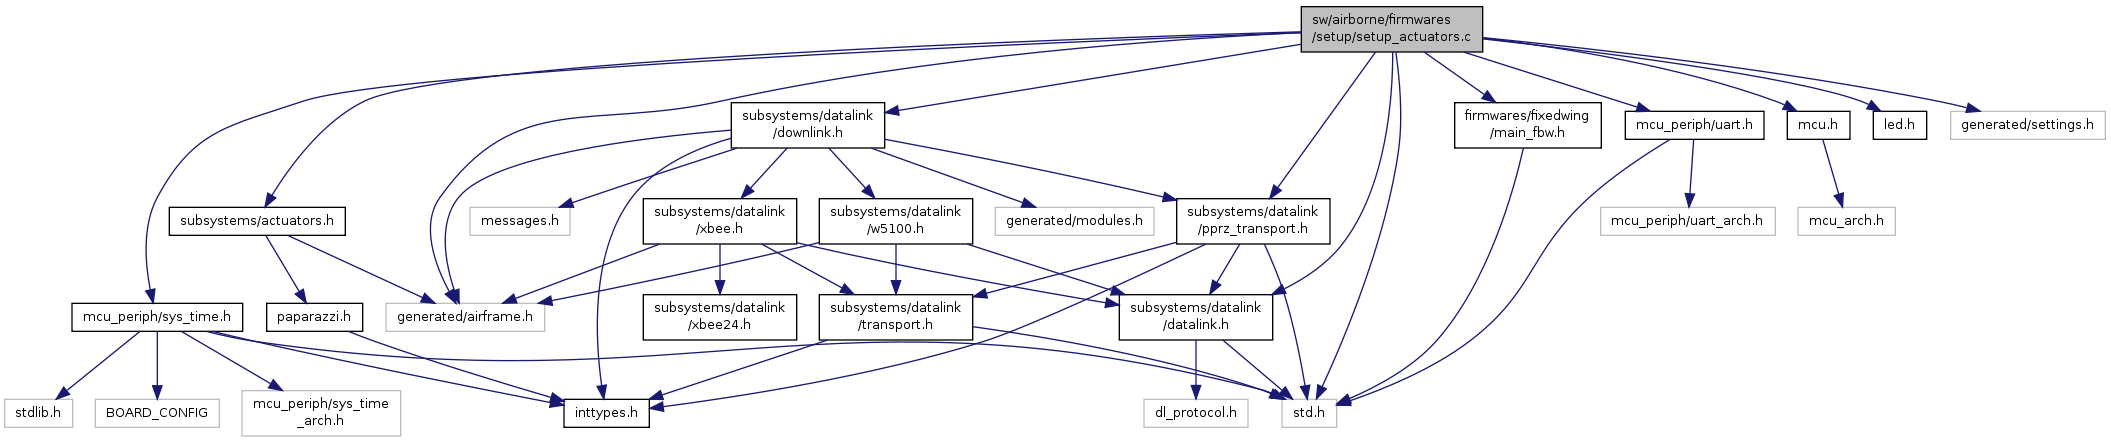 sw/airborne/firmwares
/setup/setup_actuators.c
subsystems/datalink
/downlink.h
firmwares/fixedwing
/main_fbw.h
mcu_periph/uart.h
mcu.h
led.h
generated/settings.h
subsystems/actuators.h
messages.h
subsystems/datalink
/xbee.h
subsystems/datalink
/w5100.h
generated/modules.h
subsystems/datalink
/pprz_transport.h
mcu_periph/uart_arch.h
mcu_arch.h
mcu_periph/sys_time.h
paparazzi.h
generated/airframe.h
subsystems/datalink
/xbee24.h
subsystems/datalink
/transport.h
subsystems/datalink
/datalink.h
stdlib.h
BOARD_CONFIG
mcu_periph/sys_time
_arch.h
inttypes.h
dl_protocol.h
std.h